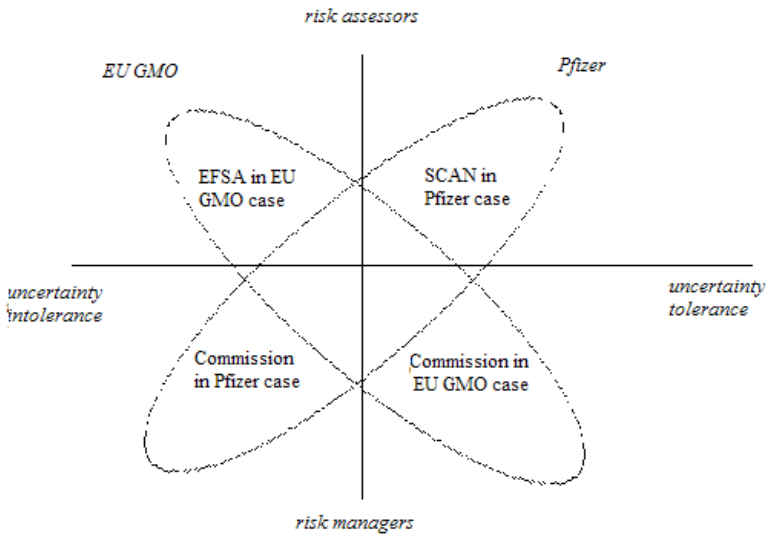 risk assessors
EU GMO
Pfizer
EFSA in EU
GMO case
SCAN in
Pfizer case
uncertainty
intolerance
uncertainty
tolerance
Commission
in Pfizer case
Commission in
EU GMO case
risk managers